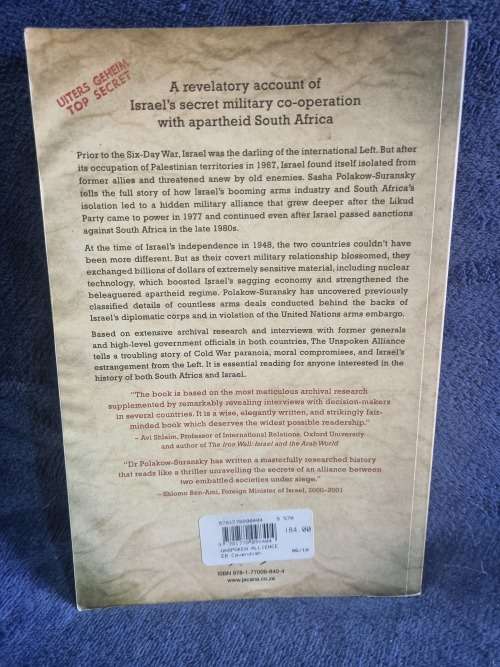 UITERS GEHEIM
TOP SECRET
A revelatory account of
Israel's secret military co-operation
with apartheid South Africa
Prior to the Six-Day War, Israel was the darling of the international Left. But after
its occupation of Palestinian territories in 1967, Israel found itself isolated from
former allies and threatened anew by old enemies. Sasha Polakow-Suransky
tells the full story of how Israel's booming arms industry and South Africa's
isolation led to a hidden military alliance that grew deeper after the Likud
Party came to power in 1977 and continued even after Israel passed sanctions
against South Africa in the late 1980s.
At the time of Israel's independence in 1948, the two countries couldn't have
been more different. But as their covert military relationship blossomed, they
exchanged billions of dollars of extremely sensitive material, including nuclear
technology, which boosted Israel's sagging economy and strengthened the
beleaguered apartheid regime. Polakow-Suransky has uncovered previously
classified details of countless arms deals conducted behind the backs of
Israel's diplomatic corps and in violation of the United Nations arms embargo.
Based on extensive archival research and interviews with former generals
and high-level government officials in both countries, The Unspoken Alliance
tells a troubling story of Cold War paranoia, moral compromises, and Israel's
estrangement from the Left. It is essential reading for anyone interested in the
history of both South Africa and Israel.
"The book is based on the most meticulous archival research
supplemented by remarkably revealing interviews with decision-makers
in several countries. It is a wise, elegantly written, and strikingly fair-
minded book which deserves the widest possible readership."
– Avi Shlaim, Professor of International Relations, Oxford University
and author of The Iron Wall: Israel and the Arab World
"Dr Polakow-Suransky has written a masterfully researched history
that reads like a thriller unravelling the secrets of an alliance between
two embattled societies under siege."
– Shlomo Ben-Ami, Foreign Minister of Israel, 2000–2001
184.00
UNSPOKEN ALLIANCE
EB Cavendish
ISBN 978-1-77009-840-4
www.jacana.co.za